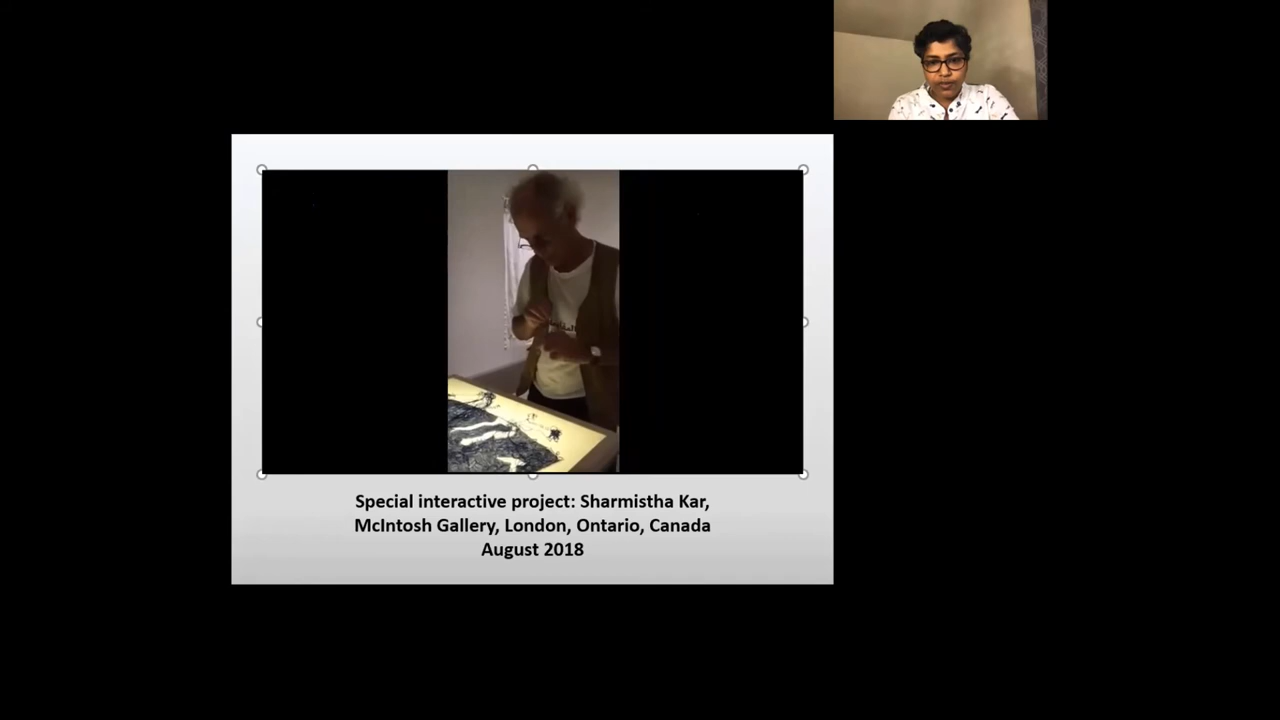 Special interactive project: Sharmistha Kar,
McIntosh Gallery, London, Ontario, Canada
August 2018